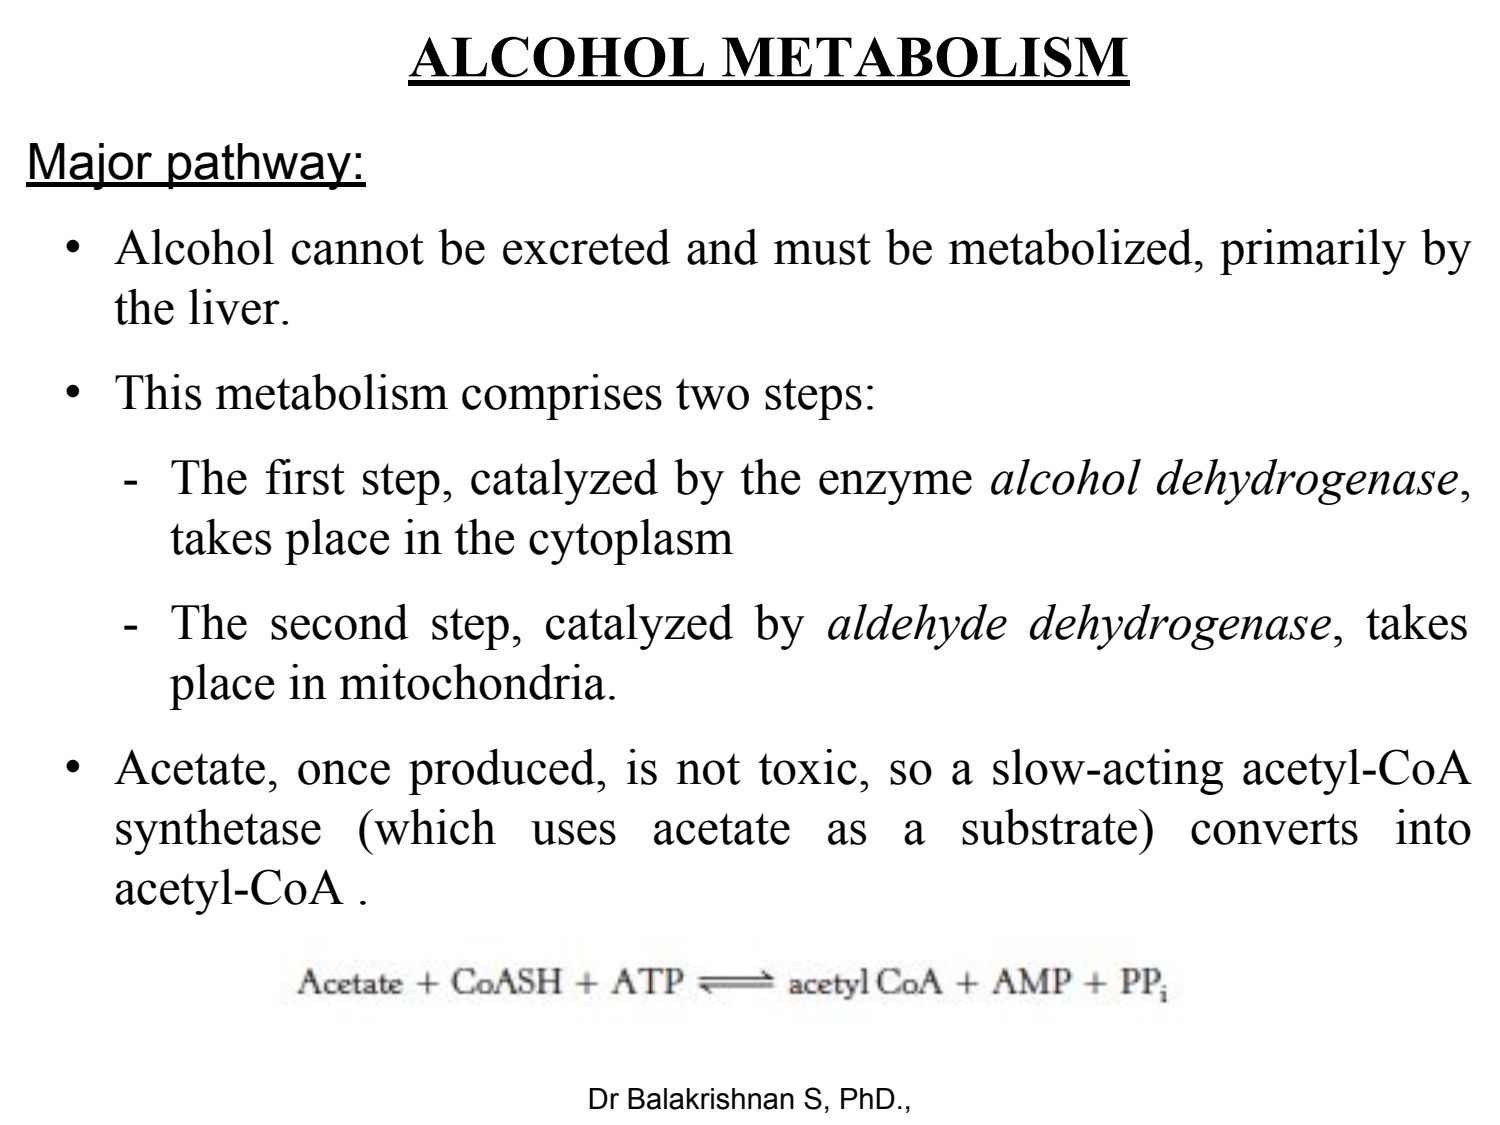 ALCOHOL METABOLISM
Major pathway:
• Alcohol cannot be excreted and must be metabolized, primarily by
the liver.
• This metabolism comprises two steps:
- The first step, catalyzed by the enzyme alcohol dehydrogenase,
takes place in the cytoplasm
- The second step, catalyzed by aldehyde dehydrogenase, takes
place in mitochondria.
• Acetate, once produced, is not toxic, so a slow-acting acetyl-CoA
synthetase (which uses acetate as a substrate) converts into
acetyl-CoA .
Acetate + CoASH + ATP ⇌ acetyl CoA + AMP + PPᵢ
Dr Balakrishnan S, PhD.,